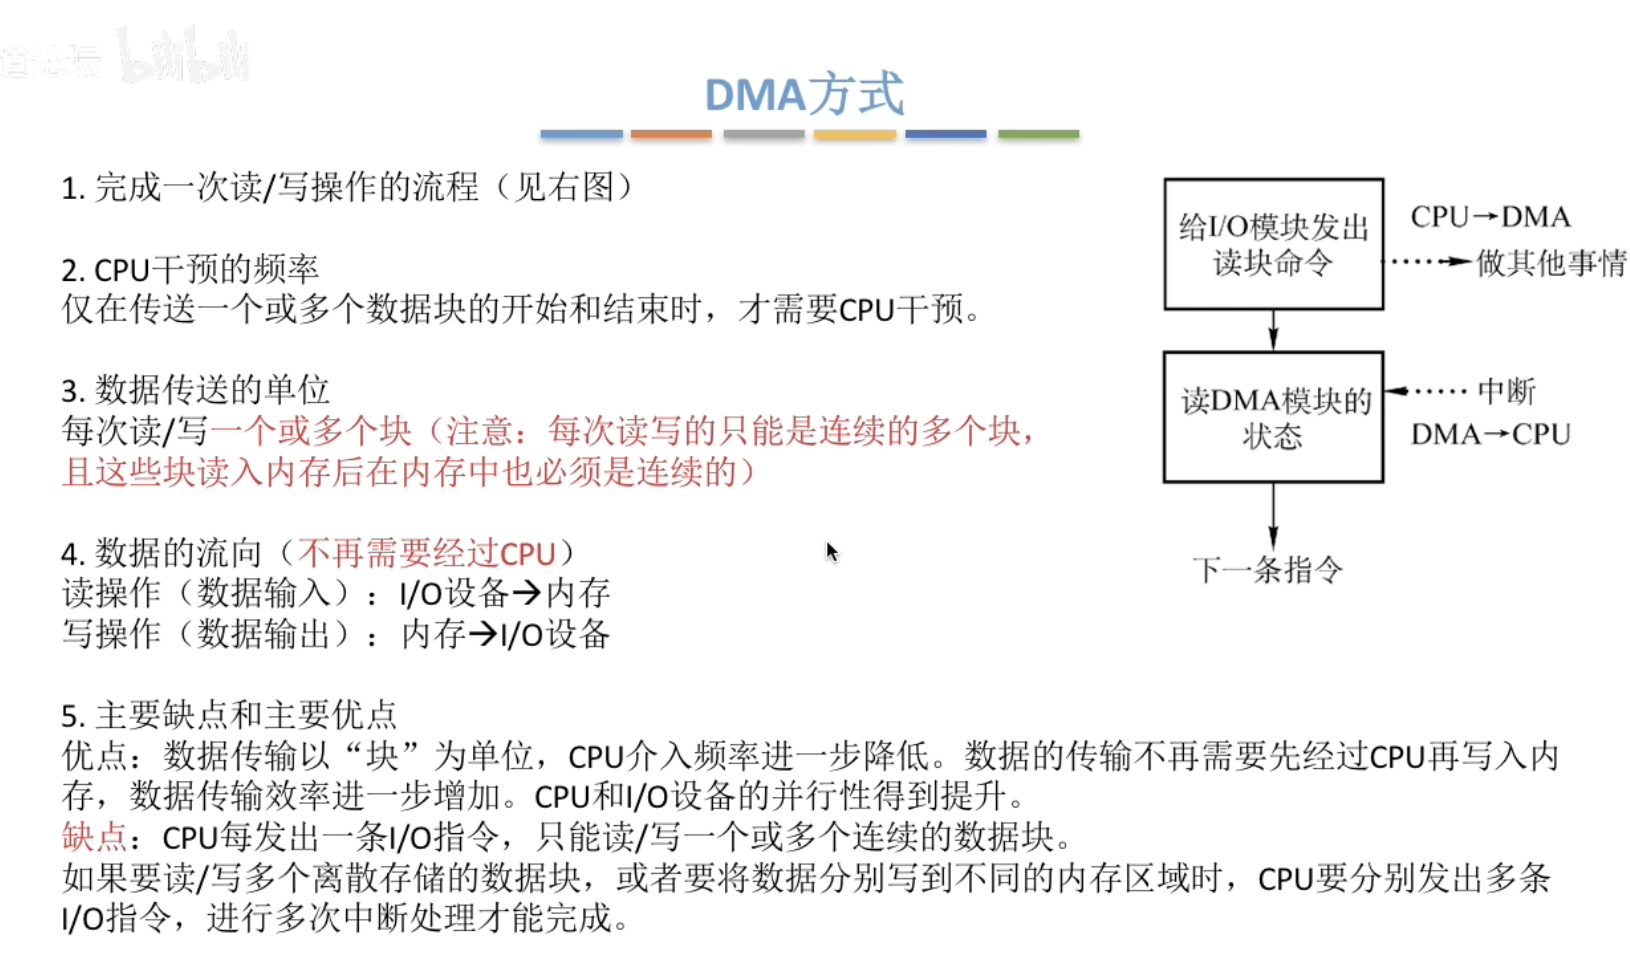 道论坛 bilibili
DMA方式
1. 完成一次读/写操作的流程（见右图）
2. CPU干预的频率
仅在传送一个或多个数据块的开始和结束时，才需要CPU干预。
3. 数据传送的单位
每次读/写一个或多个块（注意：每次读写的只能是连续的多个块，
且这些块读入内存后在内存中也必须是连续的）
4. 数据的流向（不再需要经过CPU）
读操作（数据输入）：I/O设备→内存
写操作（数据输出）：内存→I/O设备
5. 主要缺点和主要优点
优点：数据传输以“块”为单位，CPU介入频率进一步降低。数据的传输不再需要先经过CPU再写入内
存，数据传输效率进一步增加。CPU和I/O设备的并行性得到提升。
缺点：CPU每发出一条I/O指令，只能读/写一个或多个连续的数据块。
如果要读/写多个离散存储的数据块，或者要将数据分别写到不同的内存区域时，CPU要分别发出多条
I/O指令，进行多次中断处理才能完成。
给I/O模块发出
读块命令
CPU→DMA
做其他事情
读DMA模块的
状态
中断
DMA→CPU
下一条指令